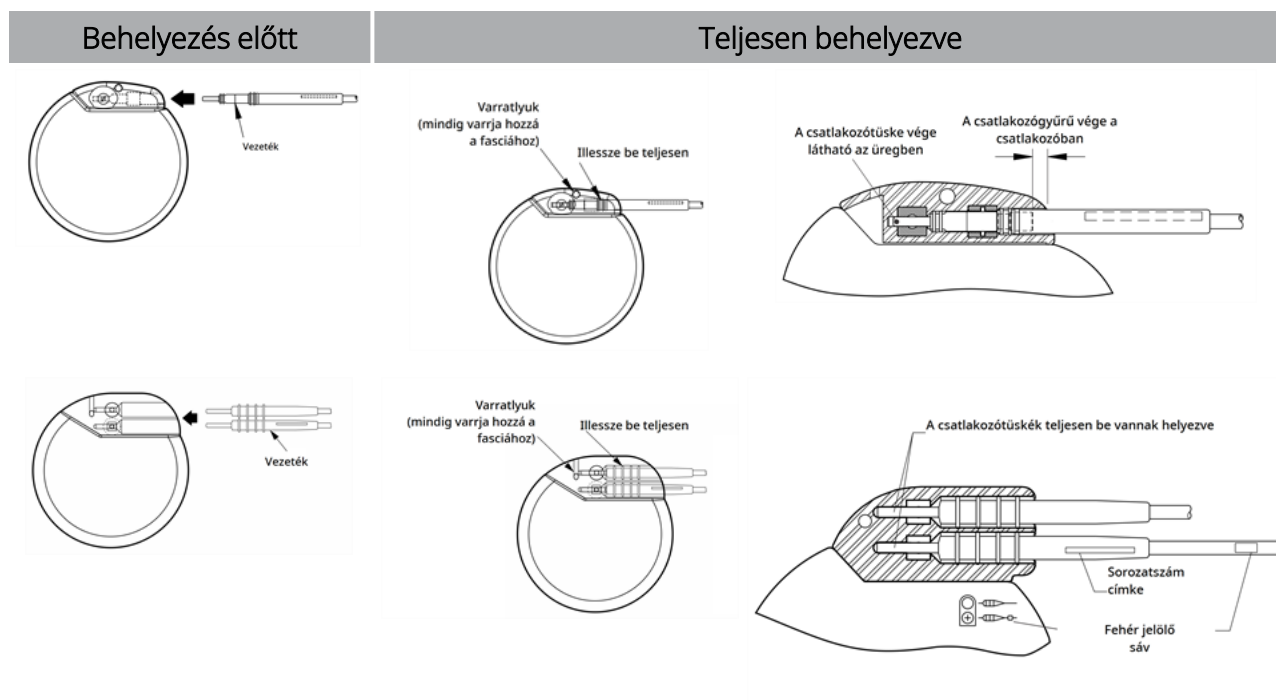 Behelyezés előtt
Teljesen behelyezve
Vezeték
Varratlyuk
(mindig varrja hozzá
a fasciához)
Illessze be teljesen
A csatlakozótüske vége
látható az üregben
A csatlakozógyűrű vége a
csatlakozóban
Vezeték
Varratlyuk
(mindig varrja hozzá a
fasciához)
Illessze be teljesen
A csatlakozótüskék teljesen be vannak helyezve
Sorozatszám
címke
Fehér jelölő
sáv